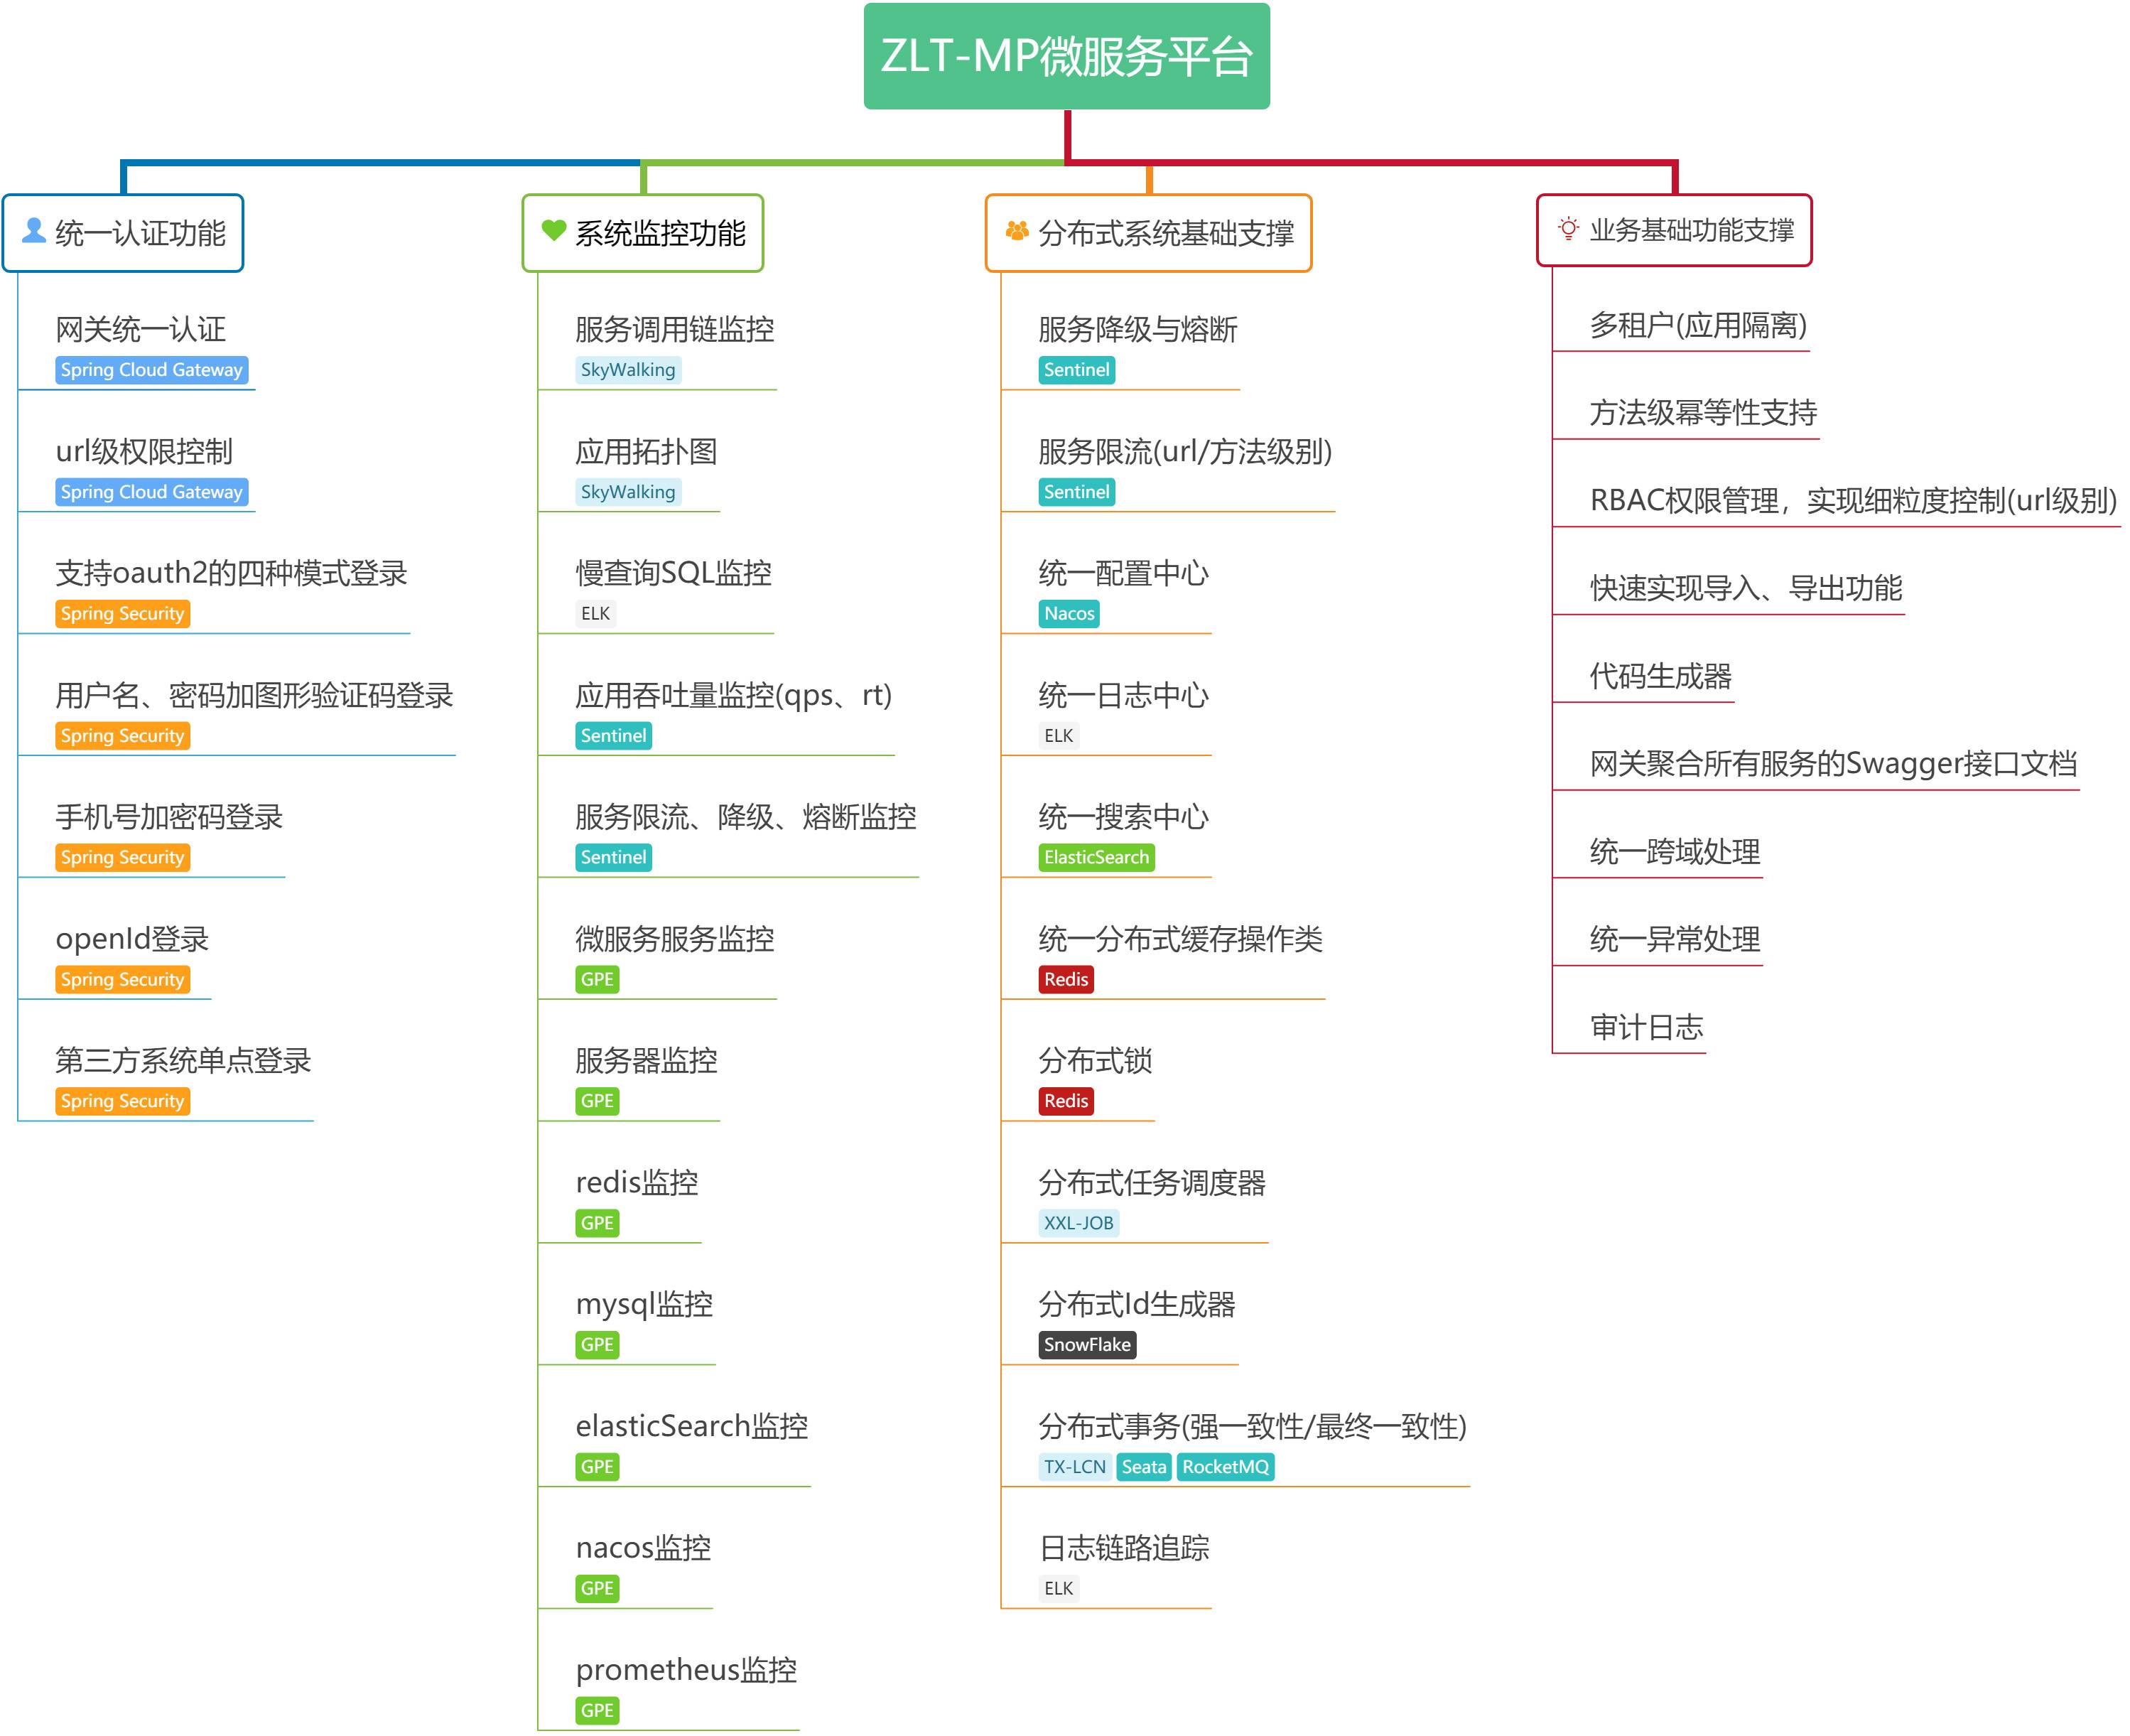 ZLT-MP微服务平台
统一认证功能
网关统一认证
Spring Cloud Gateway
url级权限控制
Spring Cloud Gateway
支持oauth2的四种模式登录
Spring Security
用户名、密码加图形验证码登录
Spring Security
手机号加密码登录
Spring Security
openId登录
Spring Security
第三方系统单点登录
Spring Security
系统监控功能
服务调用链监控
SkyWalking
应用拓扑图
SkyWalking
慢查询SQL监控
ELK
应用吞吐量监控(qps、rt)
Sentinel
服务限流、降级、熔断监控
Sentinel
微服务服务监控
GPE
服务器监控
GPE
redis监控
GPE
mysql监控
GPE
elasticSearch监控
GPE
nacos监控
GPE
prometheus监控
GPE
分布式系统基础支撑
服务降级与熔断
Sentinel
服务限流(url/方法级别)
Sentinel
统一配置中心
Nacos
统一日志中心
ELK
统一搜索中心
ElasticSearch
统一分布式缓存操作类
Redis
分布式锁
Redis
分布式任务调度器
XXL-JOB
分布式Id生成器
SnowFlake
分布式事务(强一致性/最终一致性)
TX-LCN Seata RocketMQ
日志链路追踪
ELK
业务基础功能支撑
多租户(应用隔离)
方法级幂等性支持
RBAC权限管理，实现细粒度控制(url级别)
快速实现导入、导出功能
代码生成器
网关聚合所有服务的Swagger接口文档
统一跨域处理
统一异常处理
审计日志